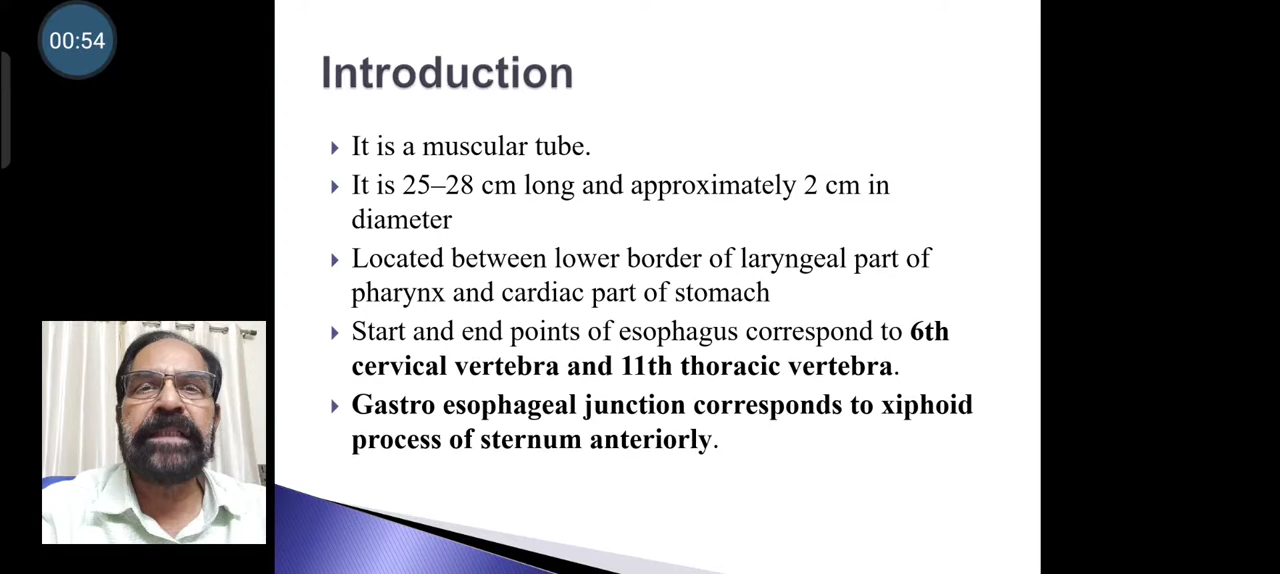 00:54
Introduction
It is a muscular tube.
It is 25–28 cm long and approximately 2 cm in
diameter
Located between lower border of laryngeal part of
pharynx and cardiac part of stomach
Start and end points of esophagus correspond to 6th
cervical vertebra and 11th thoracic vertebra.
Gastro esophageal junction corresponds to xiphoid
process of sternum anteriorly.